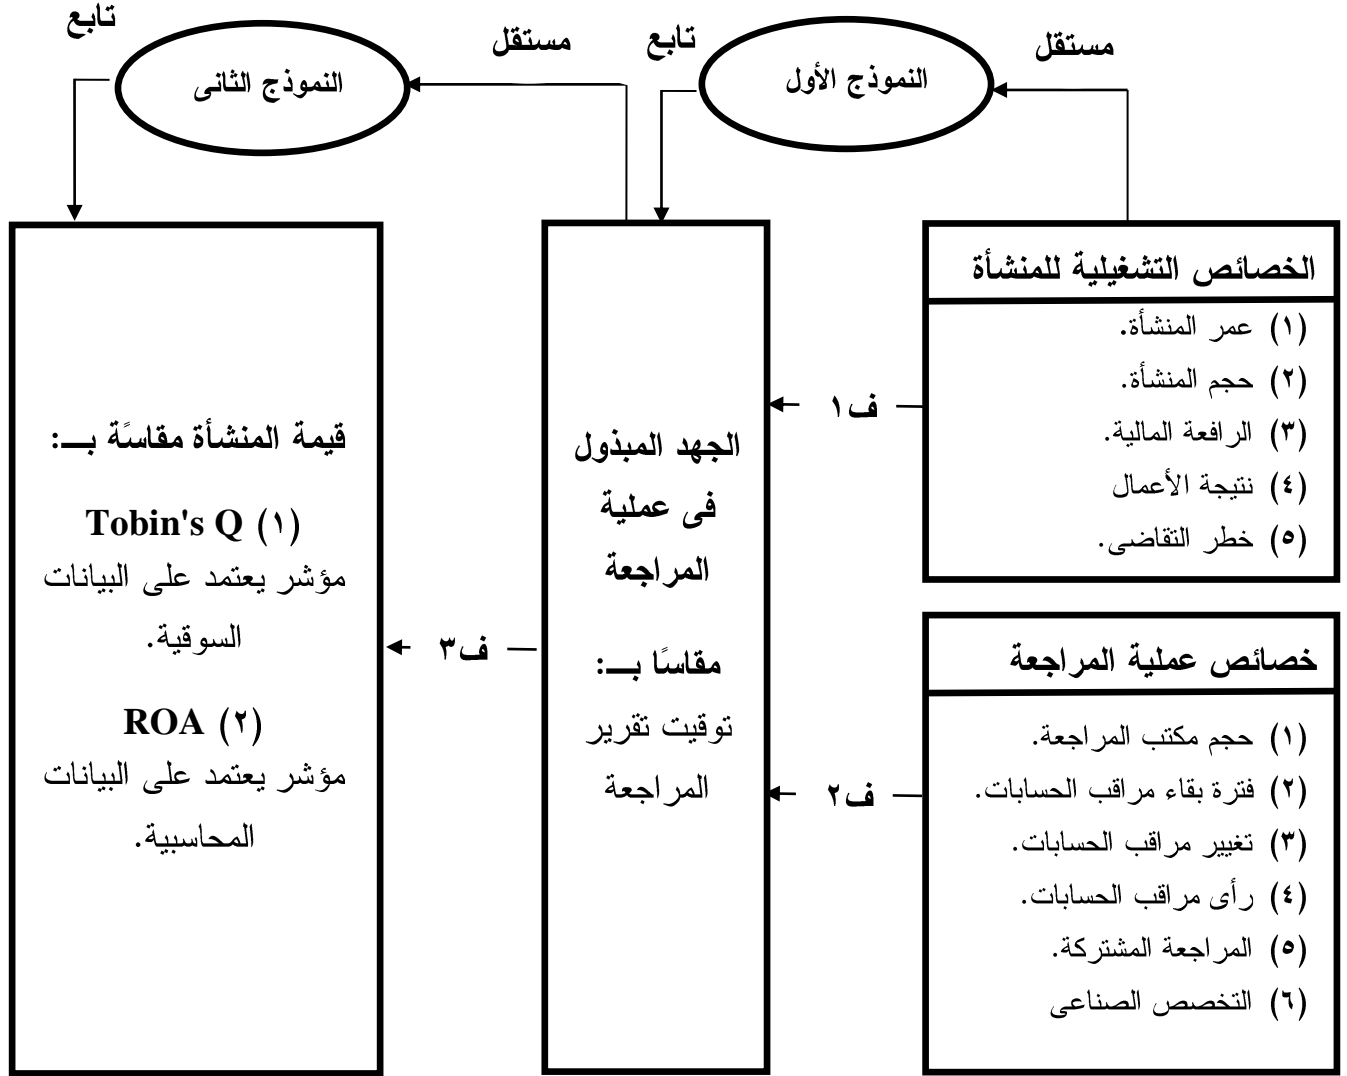 مستقل
النموذج الأول
تابع
مستقل
النموذج الثانى
تابع
الخصائص التشغيلية للمنشأة
(١) عمر المنشأة.
(٢) حجم المنشأة.
(٣) الرافعة المالية.
(٤) نتيجة الأعمال
(٥) خطر التقاضى.
خصائص عملية المراجعة
(١) حجم مكتب المراجعة.
(٢) فترة بقاء مراقب الحسابات.
(٣) تغيير مراقب الحسابات.
(٤) رأى مراقب الحسابات.
(٥) المراجعة المشتركة.
(٦) التخصص الصناعى
ف١
ف٢
الجهد المبذول
فى عملية
المراجعة
مقاسًا بـــ:
توقيت تقرير
المراجعة
ف٣
قيمة المنشأة مقاسًة بـــ:
(١) Tobin's Q
مؤشر يعتمد على البيانات
السوقية.
(٢) ROA
مؤشر يعتمد على البيانات
المحاسبية.